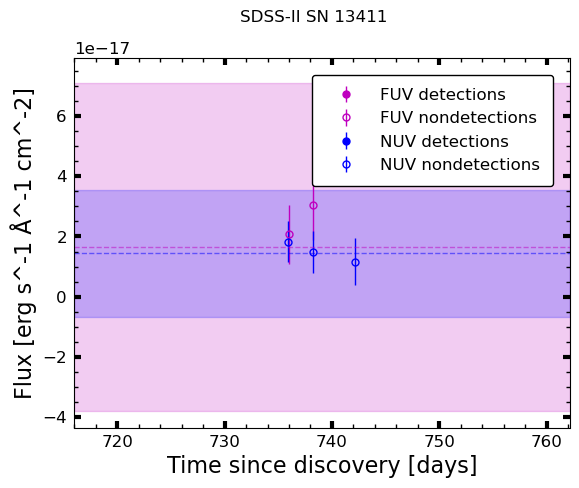 SDSS-II SN 13411
1e−17
FUV detections
FUV nondetections
NUV detections
NUV nondetections
6
4
2
0
−2
−4
Flux [erg s^-1 Å^-1 cm^-2]
720 730 740 750 760
Time since discovery [days]